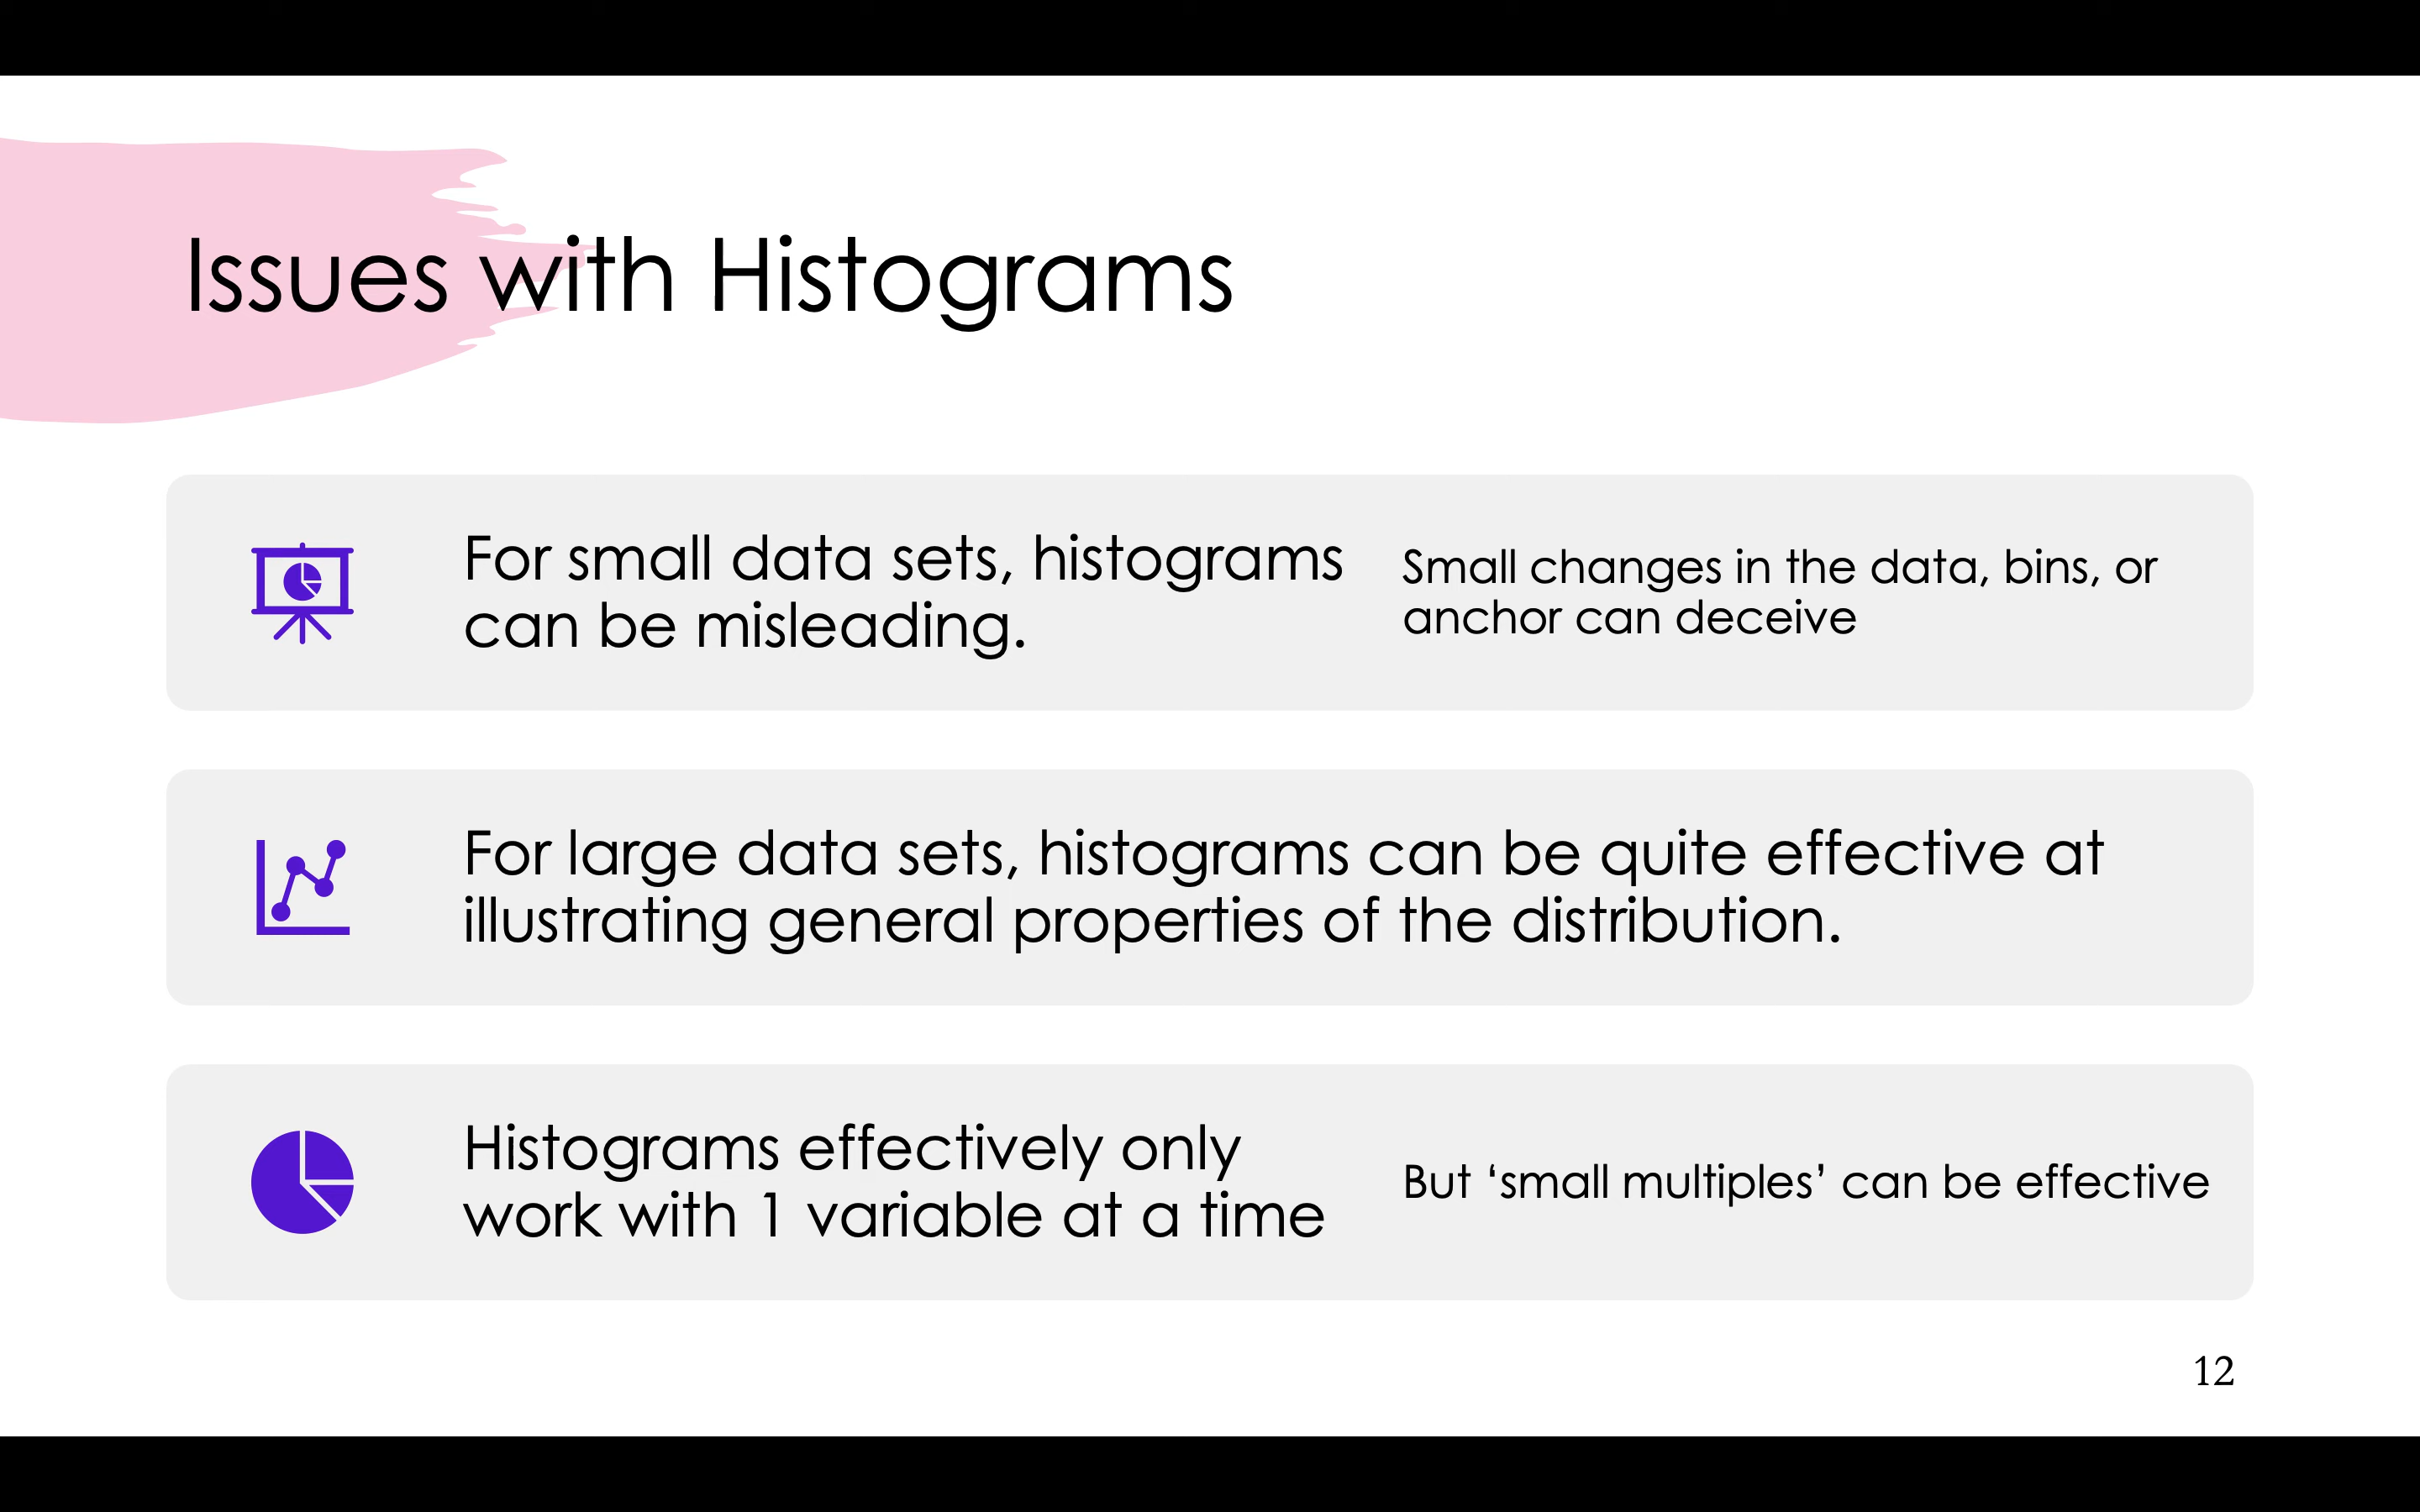 Issues with Histograms
For small data sets, histograms
can be misleading.
Small changes in the data, bins, or
anchor can deceive
For large data sets, histograms can be quite effective at
illustrating general properties of the distribution.
Histograms effectively only
work with 1 variable at a time
But ‘small multiples’ can be effective
12